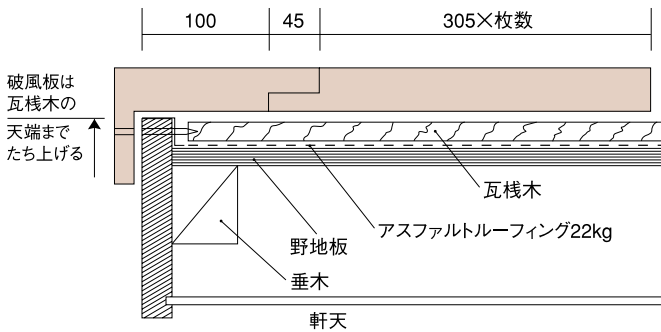 100
45
305×枚数
破風板は
瓦桟木の
天端まで
たち上げる
瓦桟木
アスファルトルーフィング22kg
野地板
垂木
軒天